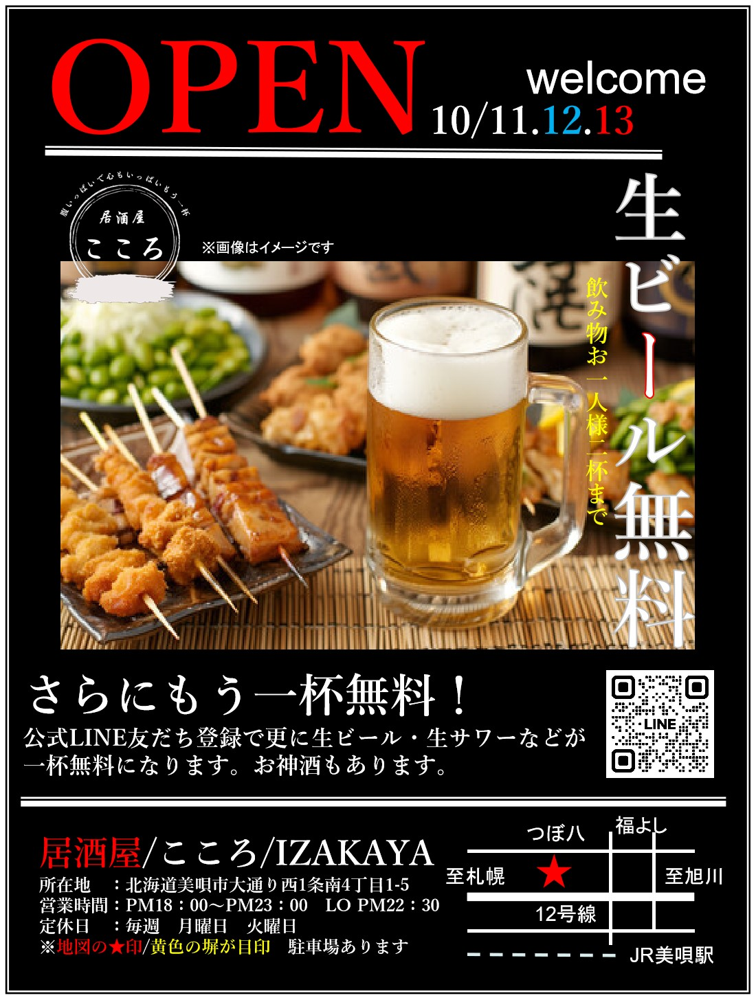 OPEN
welcome
10/11.12.13
腹いっぱいで心もいっぱいもう一杯
居酒屋
こころ
※画像はイメージです
生ビール無料
飲み物お一人様二杯まで
さらにもう一杯無料！
公式LINE友だち登録で更に生ビール・生サワーなどが
一杯無料になります。お神酒もあります。
LINE
居酒屋/こころ/IZAKAYA
所在地　：北海道美唄市大通り西1条南4丁目1-5
営業時間：PM18：00～PM23：00　LO PM22：30
定休日　：毎週　月曜日　火曜日
※地図の★印/黄色の塀が目印　駐車場あります
つぼ八
福よし
至札幌
至旭川
12号線
JR美唄駅